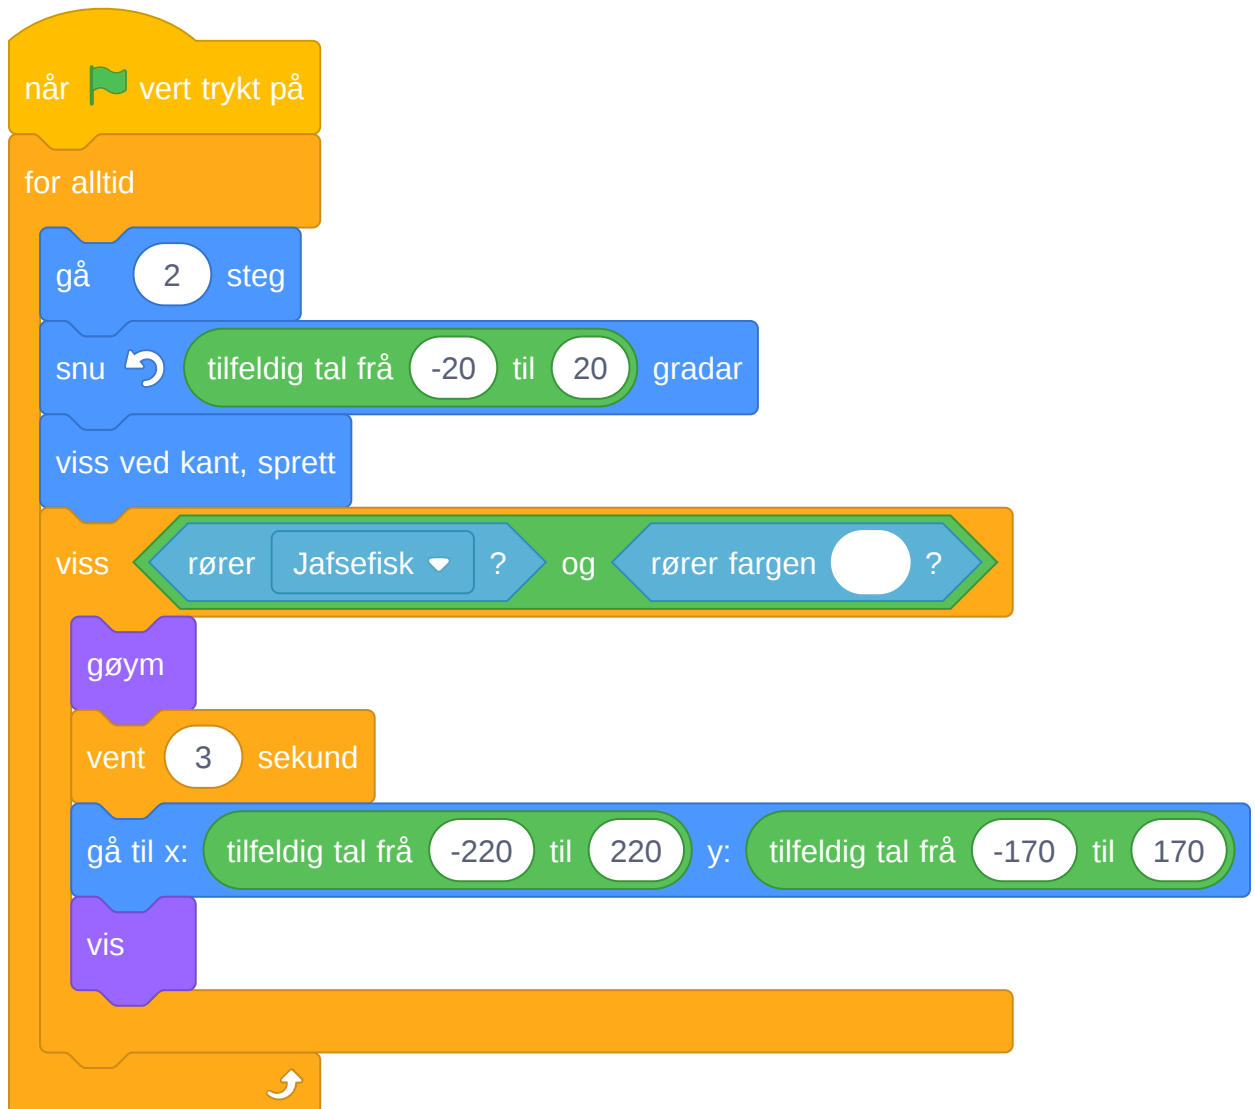 når vert trykt på
for alltid
gå 2 steg
snu tilfeldig tal frå -20 til 20 gradar
viss ved kant, sprett
viss rører Jafsefisk ? og rører fargen ?
gøym
vent 3 sekund
gå til x: tilfeldig tal frå -220 til 220 y: tilfeldig tal frå -170 til 170
vis